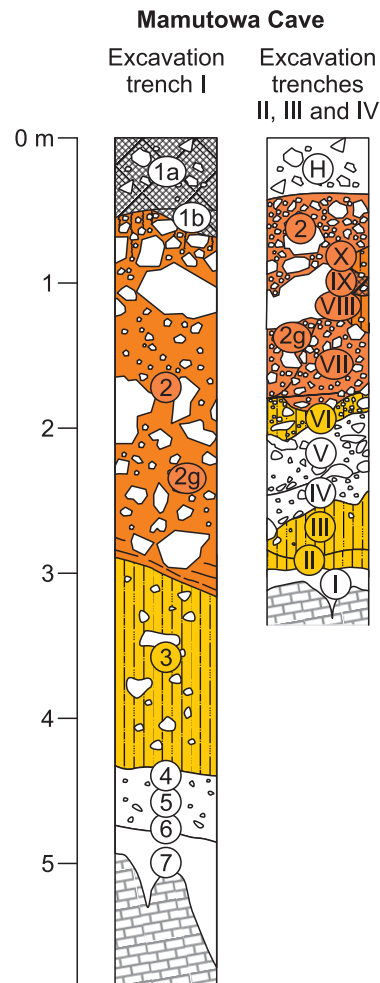 Mamutowa Cave
Excavation
trench I
Excavation
trenches
II, III and IV
0 m
1
2
3
4
5
1a
1b
2
2g
3
4
5
6
7
H
2
X
IX
VIII
2g
VII
VI
V
IV
III
II
I